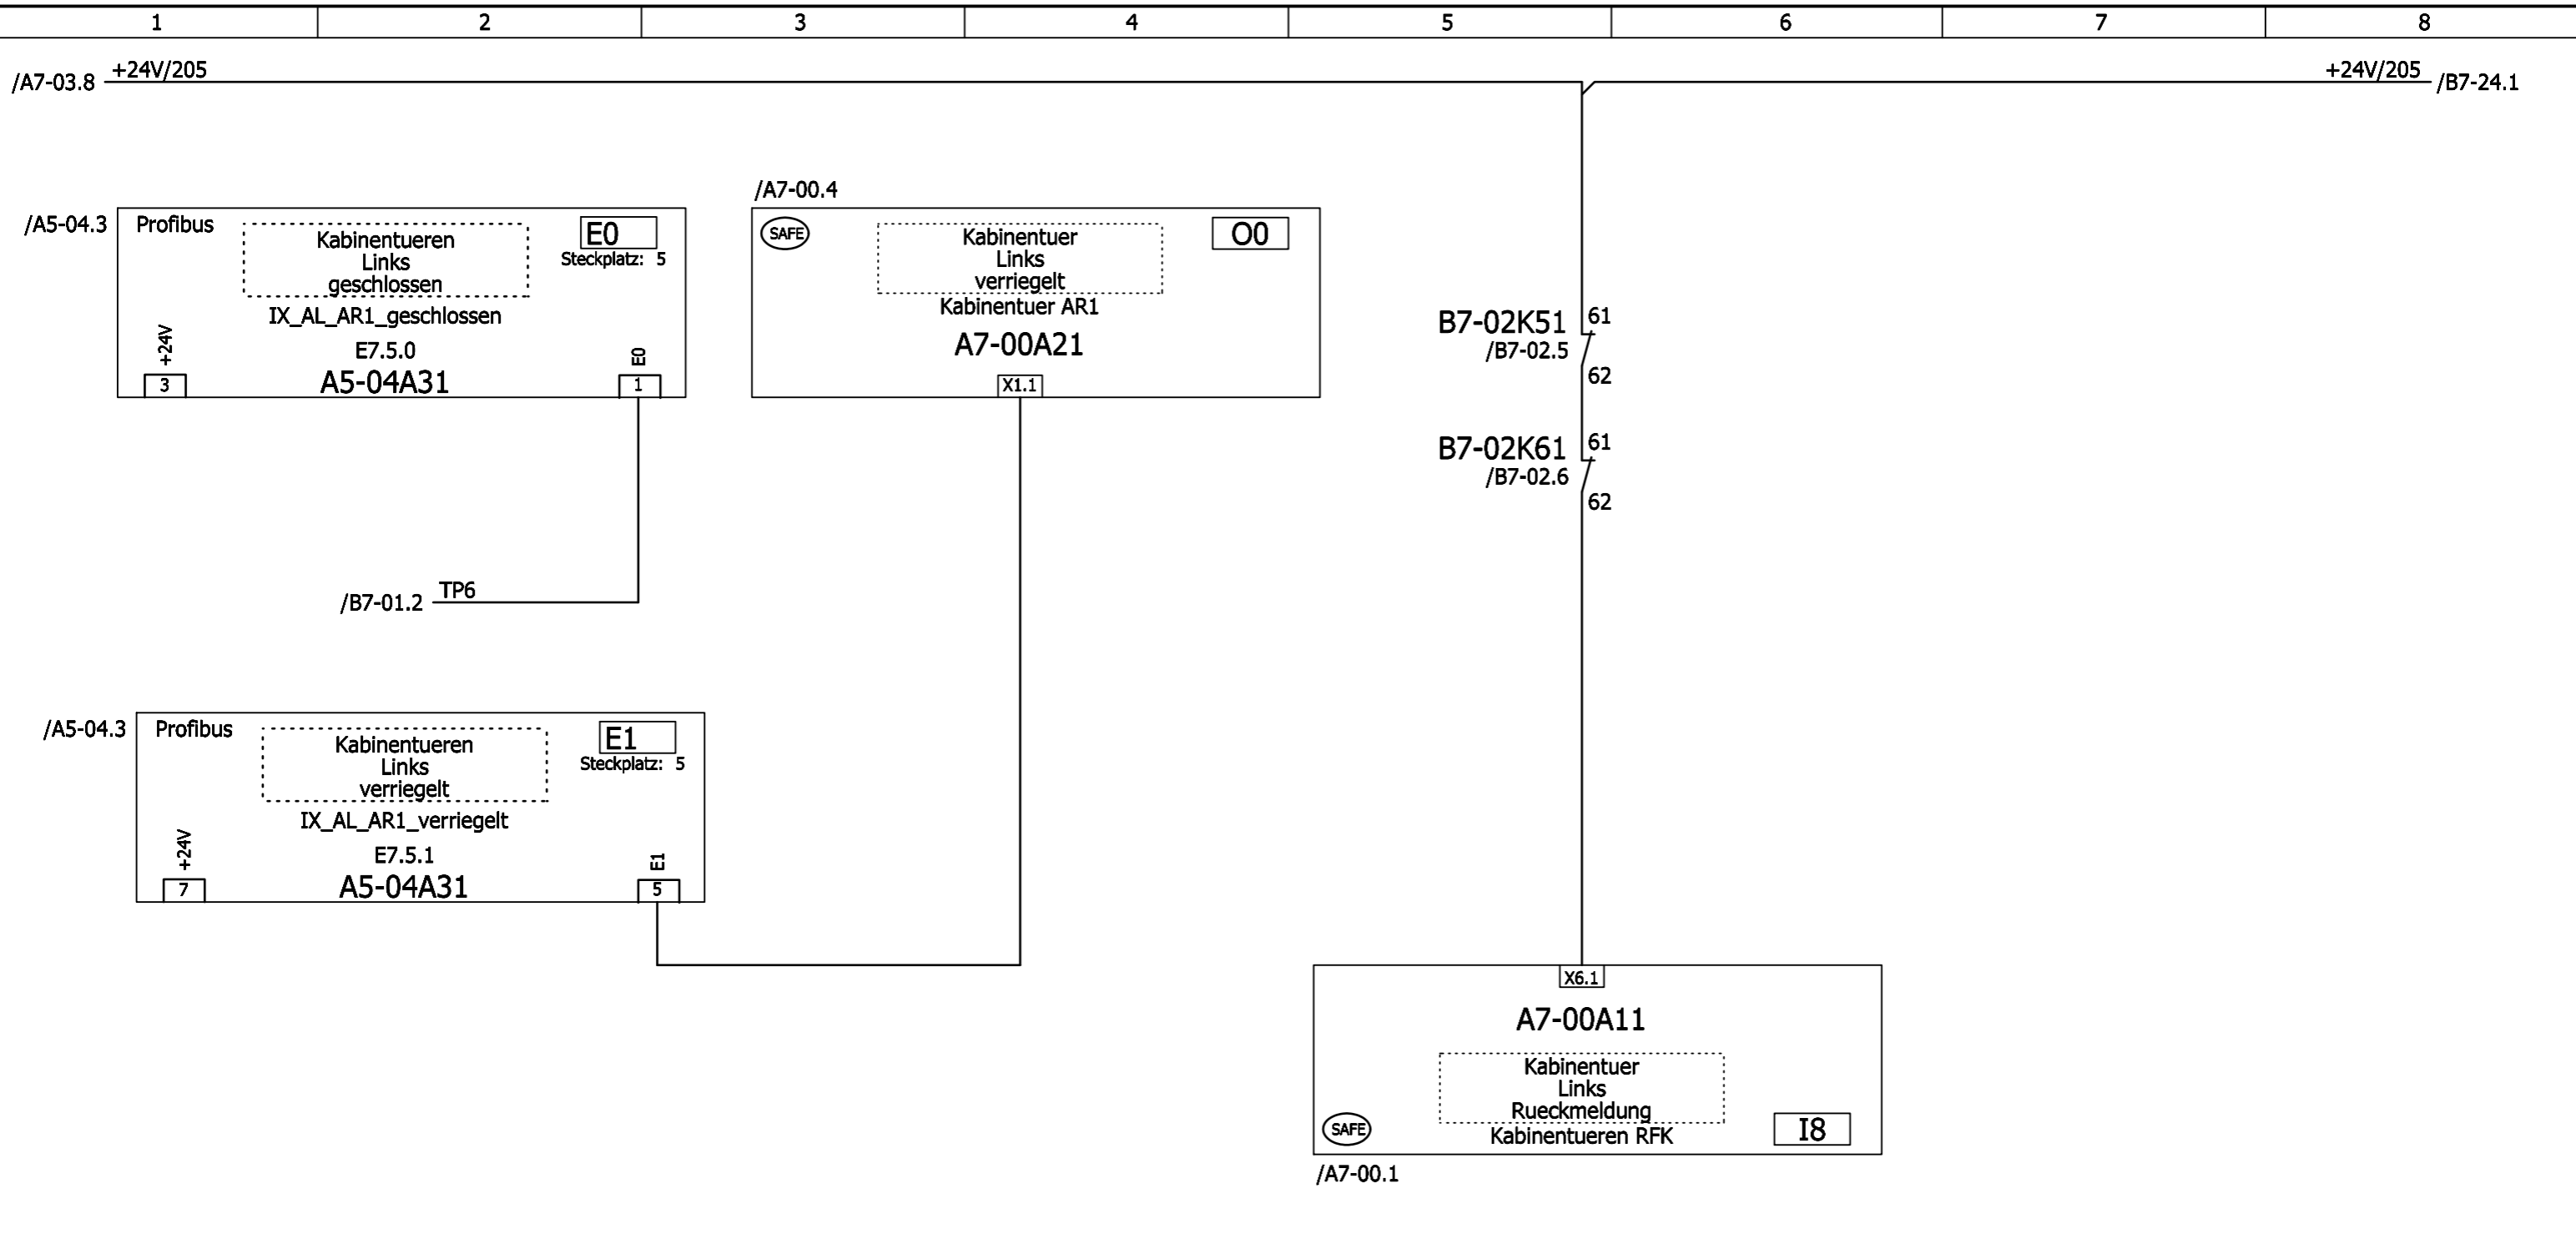 1 2 3 4 5 6 7 8
/A7-03.8 +24V/205
+24V/205 /B7-24.1
/A5-04.3
Profibus
Kabinentueren
Links
geschlossen
E0
Steckplatz: 5
IX_AL_AR1_geschlossen
E7.5.0
A5-04A31
+24V
3
E0
1
/A7-00.4
SAFE
Kabinentuer
Links
verriegelt
O0
Kabinentuer AR1
A7-00A21
X1.1
B7-02K51
/B7-02.5
61
62
B7-02K61
/B7-02.6
61
62
/B7-01.2 TP6
/A5-04.3
Profibus
Kabinentueren
Links
verriegelt
E1
Steckplatz: 5
IX_AL_AR1_verriegelt
E7.5.1
A5-04A31
+24V
7
E1
5
X6.1
A7-00A11
Kabinentuer
Links
Rueckmeldung
Kabinentueren RFK
SAFE
I8
/A7-00.1